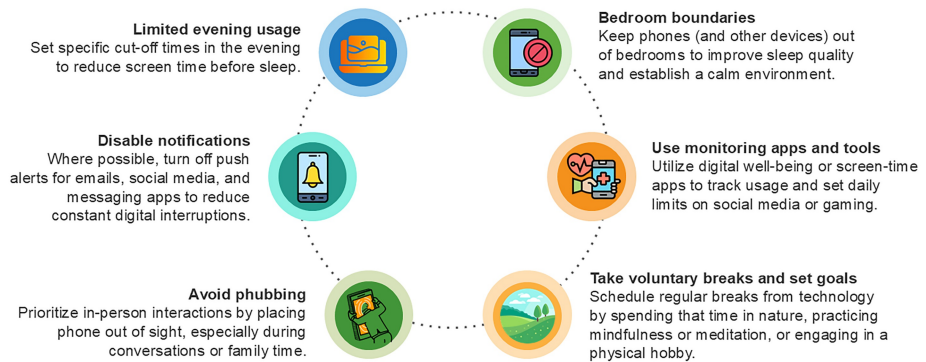 Limited evening usage
Set specific cut-off times in the evening
to reduce screen time before sleep.
Bedroom boundaries
Keep phones (and other devices) out
of bedrooms to improve sleep quality
and establish a calm environment.
Disable notifications
Where possible, turn off push
alerts for emails, social media, and
messaging apps to reduce
constant digital interruptions.
Use monitoring apps and tools
Utilize digital well-being or screen-time
apps to track usage and set daily
limits on social media or gaming.
Avoid phubbing
Prioritize in-person interactions by placing
phone out of sight, especially during
conversations or family time.
Take voluntary breaks and set goals
Schedule regular breaks from technology
by spending that time in nature, practicing
mindfulness or meditation, or engaging in a
physical hobby.